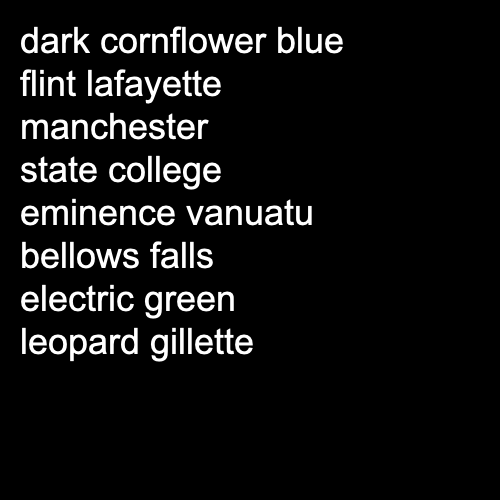 dark cornflower blue
flint lafayette
manchester
state college
eminence vanuatu
bellows falls
electric green
leopard gillette